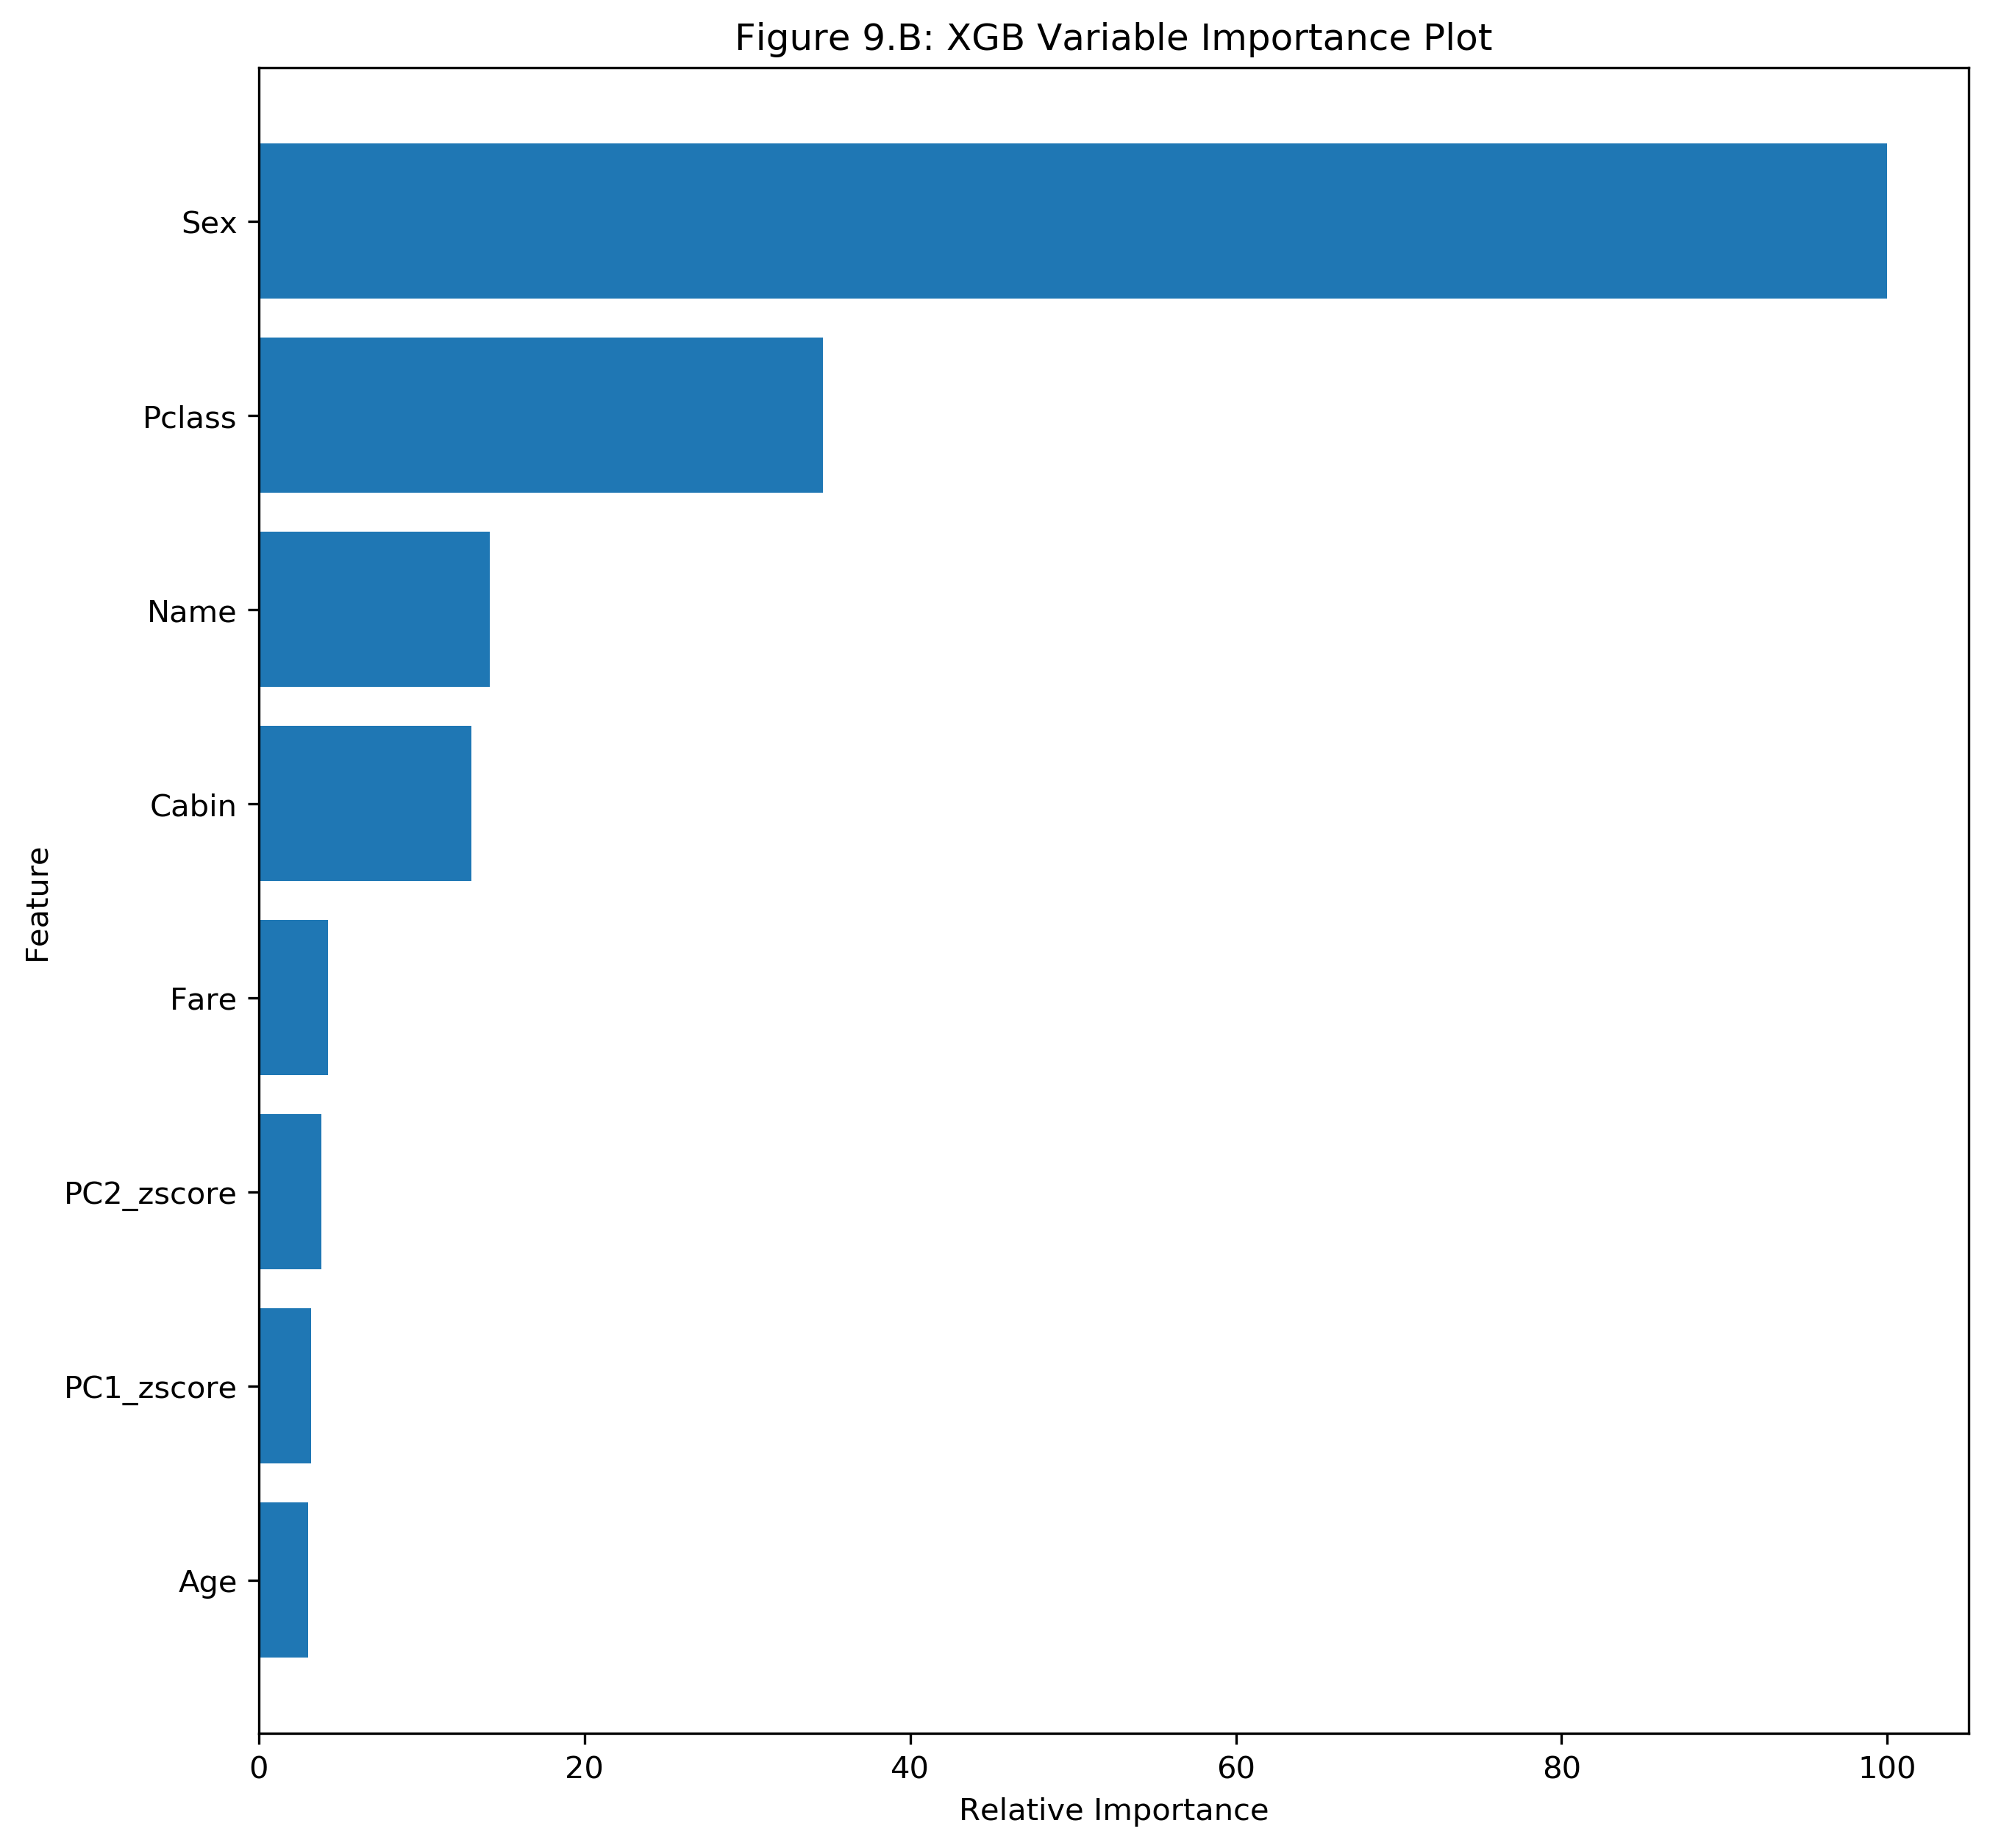 Figure 9.B: XGB Variable Importance Plot
Feature
Sex
Pclass
Name
Cabin
Fare
PC2_zscore
PC1_zscore
Age
0 20 40 60 80 100
Relative Importance